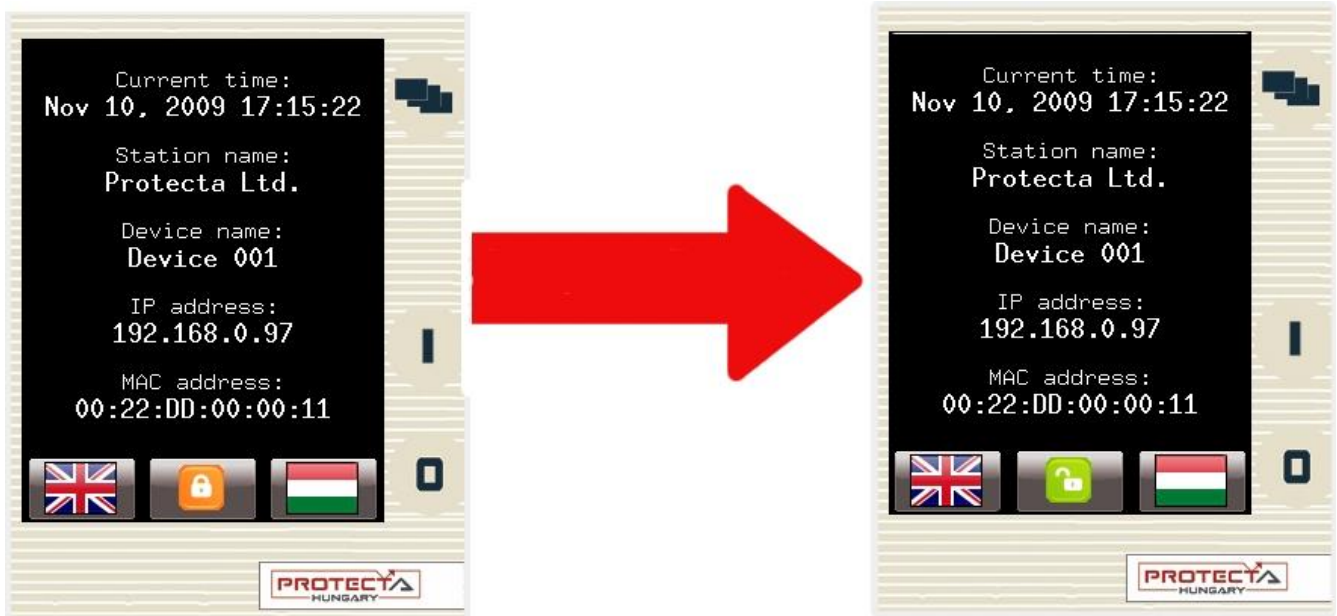 Current time:
Nov 10, 2009 17:15:22
Station name:
Protecta Ltd.
Device name:
Device 001
IP address:
192.168.0.97
MAC address:
00:22:DD:00:00:11
I
O
PROTECTA
HUNGARY
Current time:
Nov 10, 2009 17:15:22
Station name:
Protecta Ltd.
Device name:
Device 001
IP address:
192.168.0.97
MAC address:
00:22:DD:00:00:11
I
O
PROTECTA
HUNGARY